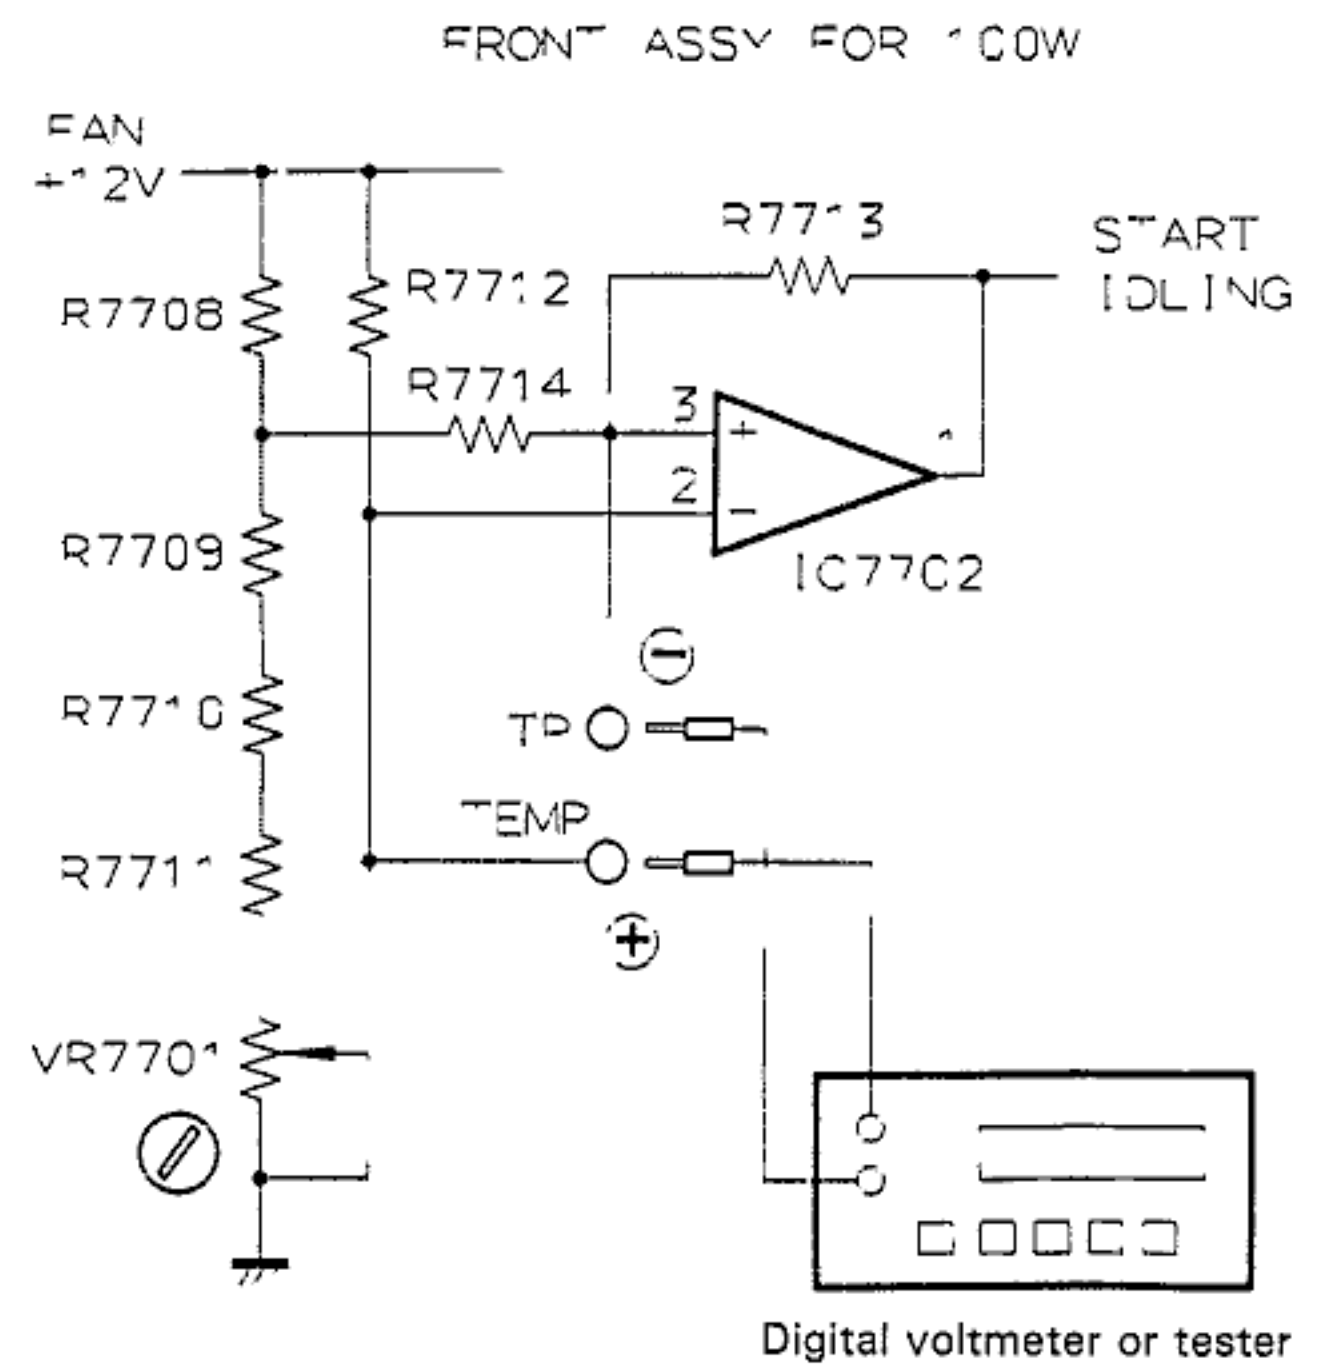 FRONT ASSY FOR 100W
FAN
+12V
R7713
START
IDLING
R7708
R7712
R7714
3
+
1
2
-
R7709
IC7702
-
R7710
TP
TEMP
R7711
+
VR7701
Digital voltmeter or tester